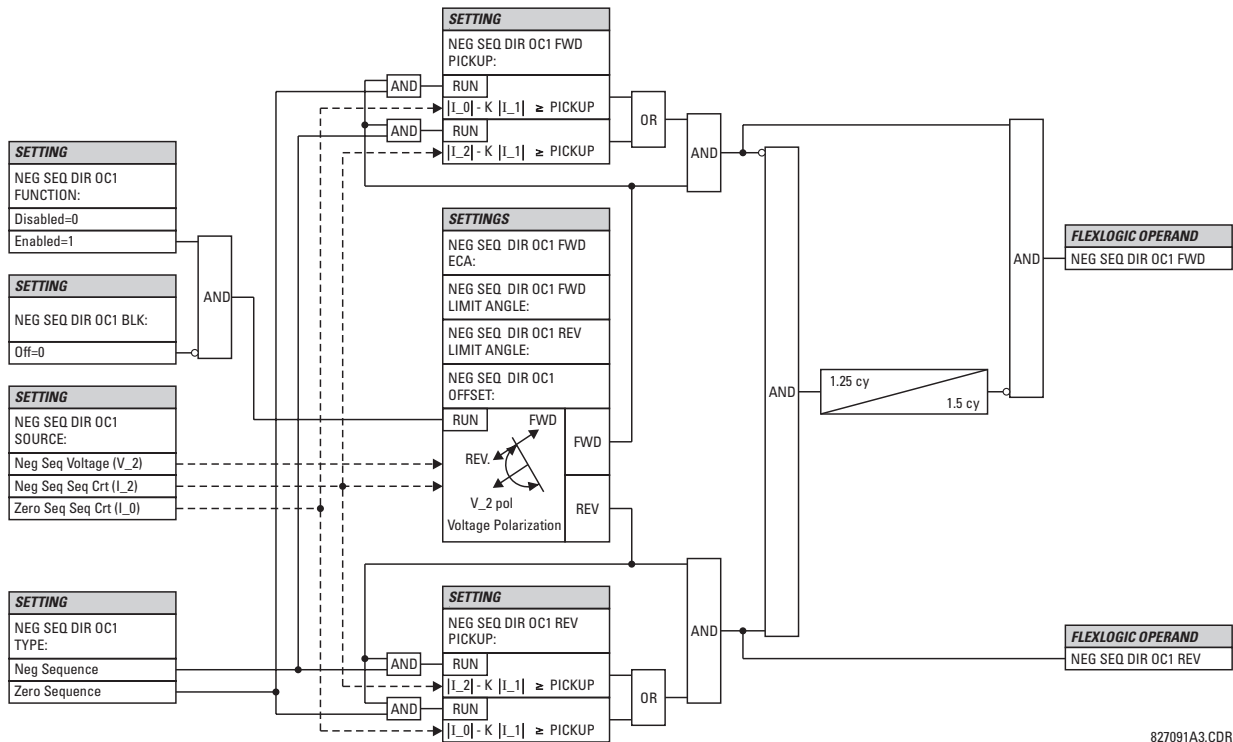 SETTING
NEG SEQ DIR OC1
FUNCTION:
Disabled=0
Enabled=1
SETTING
NEG SEQ DIR OC1 BLK:
Off=0
AND
SETTING
NEG SEQ DIR OC1
SOURCE:
Neg Seq Voltage (V_2)
Neg Seq Seq Crt (I_2)
Zero Seq Seq Crt (I_0)
SETTING
NEG SEQ DIR OC1
TYPE:
Neg Sequence
Zero Sequence
SETTING
NEG SEQ DIR OC1 FWD
PICKUP:
AND
RUN
|I_0| - K |I_1| ≥ PICKUP
AND
RUN
|I_2| - K |I_1| ≥ PICKUP
OR
AND
SETTINGS
NEG SEQ DIR OC1 FWD
ECA:
NEG SEQ DIR OC1 FWD
LIMIT ANGLE:
NEG SEQ DIR OC1 REV
LIMIT ANGLE:
NEG SEQ DIR OC1
OFFSET:
RUN
FWD
REV.
V_2 pol
Voltage Polarization
FWD
REV
SETTING
NEG SEQ DIR OC1 REV
PICKUP:
AND
RUN
|I_2| - K |I_1| ≥ PICKUP
AND
RUN
|I_0| - K |I_1| ≥ PICKUP
OR
AND
AND
1.25 cy
1.5 cy
AND
FLEXLOGIC OPERAND
NEG SEQ DIR OC1 FWD
FLEXLOGIC OPERAND
NEG SEQ DIR OC1 REV
827091A3.CDR